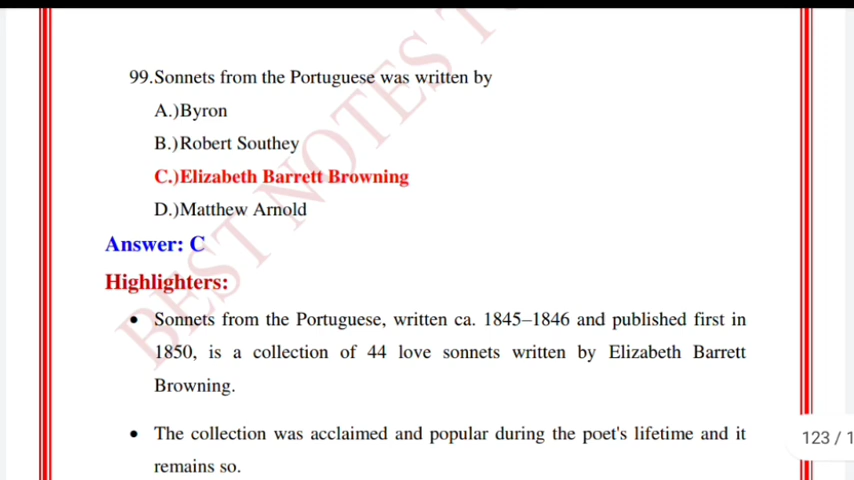 99.Sonnets from the Portuguese was written by
A.)Byron
B.)Robert Southey
C.)Elizabeth Barrett Browning
D.)Matthew Arnold
Answer: C
Highlighters:
• Sonnets from the Portuguese, written ca. 1845–1846 and published first in
1850, is a collection of 44 love sonnets written by Elizabeth Barrett
Browning.
• The collection was acclaimed and popular during the poet's lifetime and it
remains so.
123 / 1
BEST NOTES